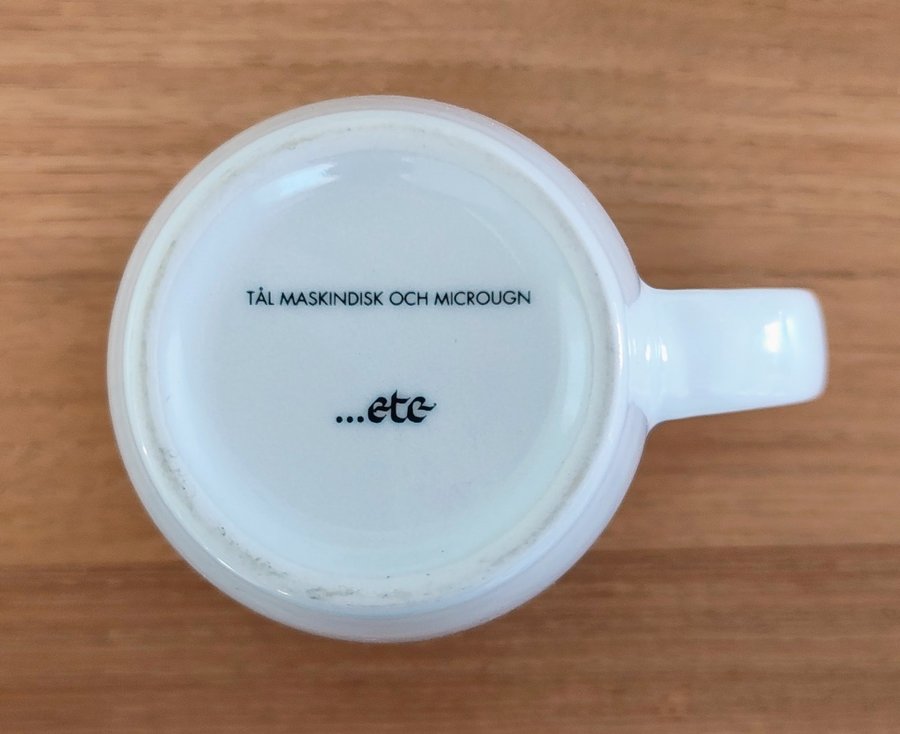 TÅL MASKINDISK OCH MICROUGN
...etc